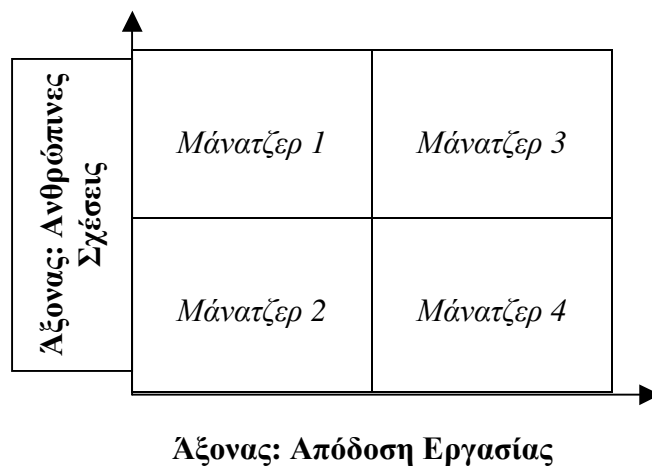 Άξονας: Ανθρώπινες
Σχέσεις
Μάνατζερ 1
Μάνατζερ 3
Μάνατζερ 2
Μάνατζερ 4
Άξονας: Απόδοση Εργασίας